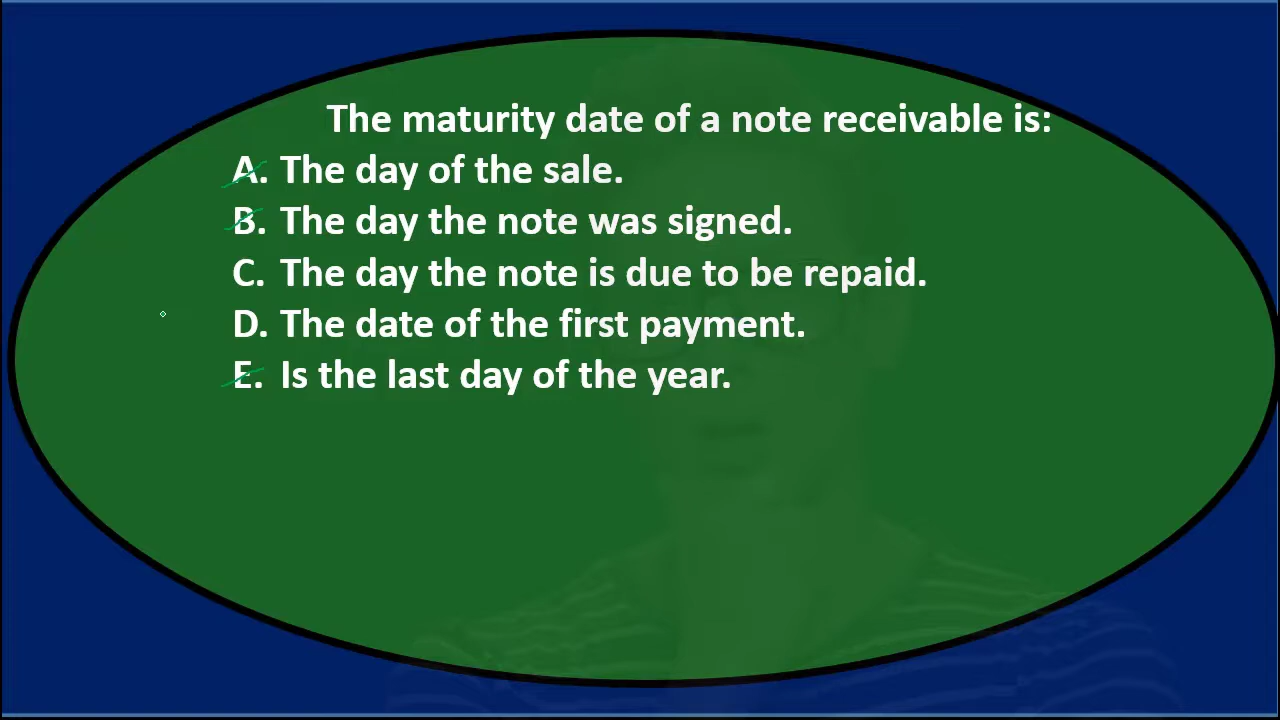 The maturity date of a note receivable is:
A. The day of the sale.
B. The day the note was signed.
C. The day the note is due to be repaid.
D. The date of the first payment.
E. Is the last day of the year.